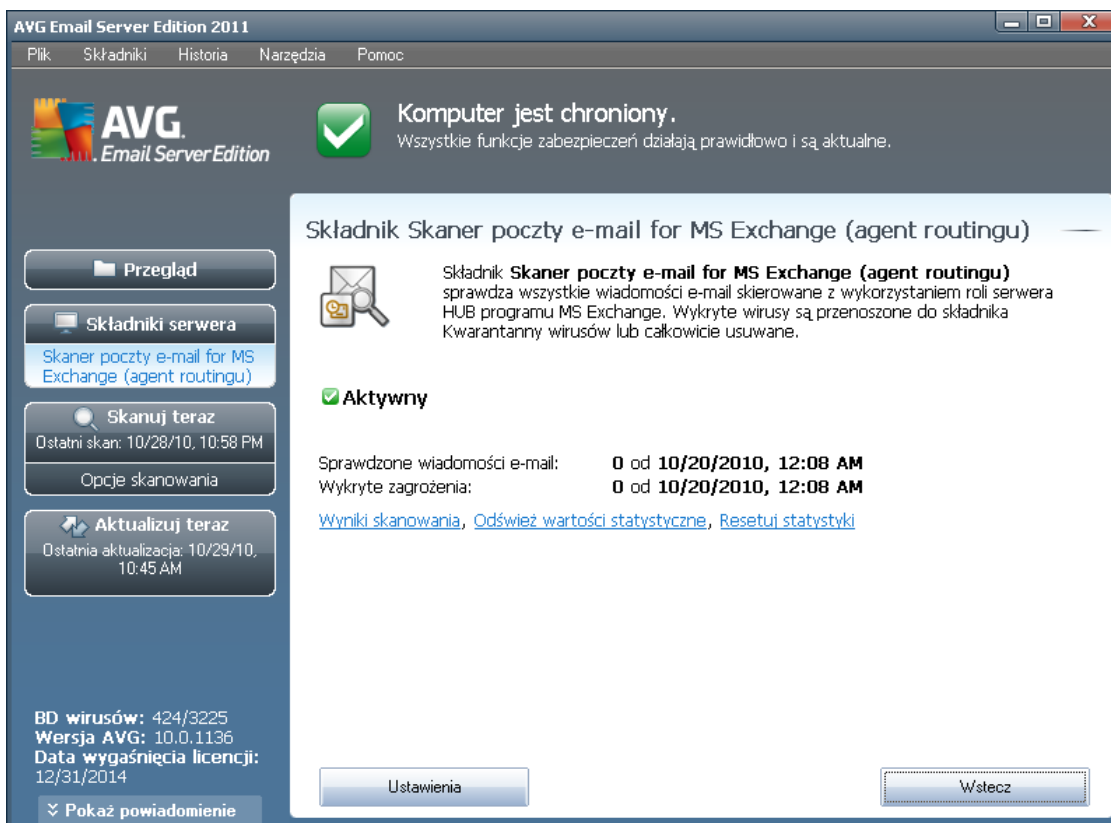 AVG Email Server Edition 2011
Plik Składniki Historia Narzędzia Pomoc
AVG.
Email Server Edition
Komputer jest chroniony.
Wszystkie funkcje zabezpieczeń działają prawidłowo i są aktualne.
Przegląd
Składniki serwera
Skaner poczty e-mail for MS
Exchange (agent routingu)
Skanuj teraz
Ostatni skan: 10/28/10, 10:58 PM
Opcje skanowania
Aktualizuj teraz
Ostatnia aktualizacja: 10/29/10,
10:45 AM
BD wirusów: 424/3225
Wersja AVG: 10.0.1136
Data wygaśnięcia licencji:
12/31/2014
Pokaż powiadomienie
Składnik Skaner poczty e-mail for MS Exchange (agent routingu)
Składnik Skaner poczty e-mail for MS Exchange (agent routingu)
sprawdza wszystkie wiadomości e-mail skierowane z wykorzystaniem roli serwera
HUB programu MS Exchange. Wykryte wirusy są przenoszone do składnika
Kwarantanny wirusów lub całkowicie usuwane.
Aktywny
Sprawdzone wiadomości e-mail: 0 od 10/20/2010, 12:08 AM
Wykryte zagrożenia: 0 od 10/20/2010, 12:08 AM
Wyniki skanowania, Odśwież wartości statystyczne, Resetuj statystyki
Ustawienia
Wstecz